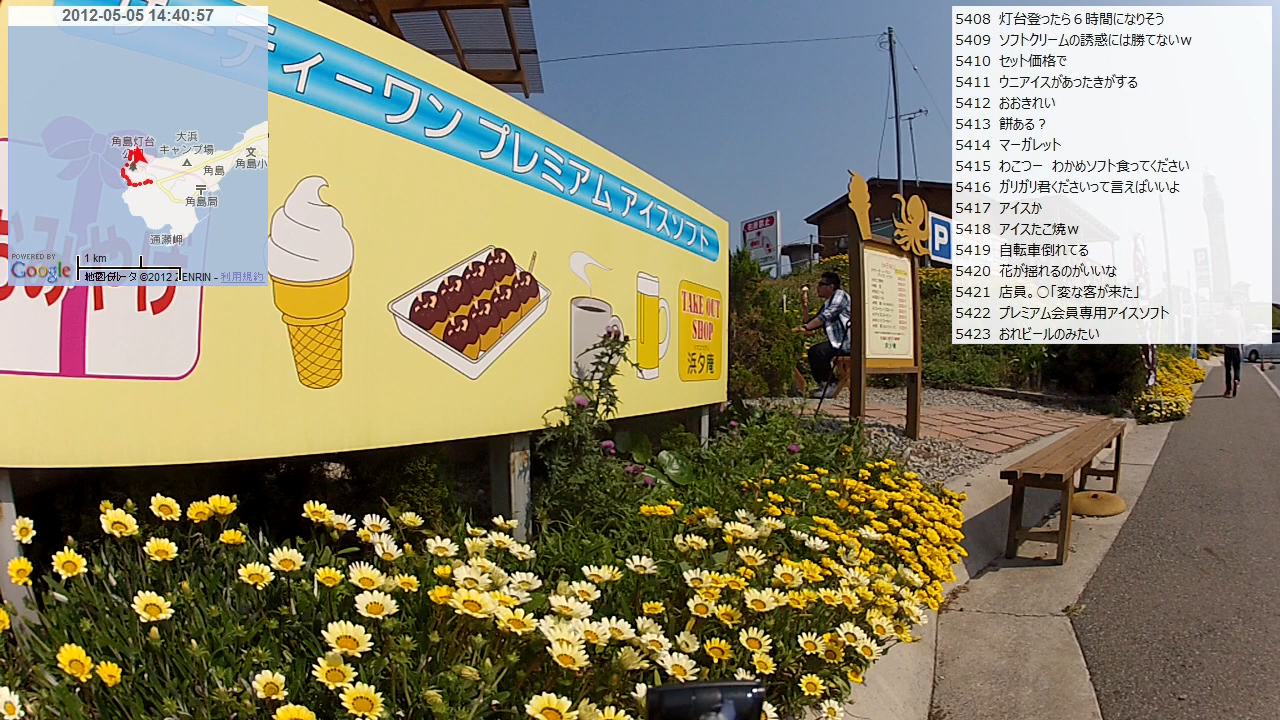 2012-05-05 14:40:57
角島灯台
公
大浜
キャンプ場
文
角島小
角島
角島局
通瀬岬
1 km
POWERED BY
Google
地図データ ©2012 ZENRIN - 利用規約
ティーワン プレミアム アイスソフト
TAKE OUT
SHOP
浜夕庵
P
5408 灯台登ったら６時間になりそう
5409 ソフトクリームの誘惑には勝てないｗ
5410 セット価格で
5411 ウニアイスがあったきがする
5412 おおきれい
5413 餅ある？
5414 マーガレット
5415 わこつー　わかめソフト食ってください
5416 ガリガリ君くださいって言えばいいよ
5417 アイスか
5418 アイスたこ焼ｗ
5419 自転車倒れてる
5420 花が揺れるのがいいな
5421 店員。○「変な客が来た」
5422 プレミアム会員専用アイスソフト
5423 おれビールのみたい